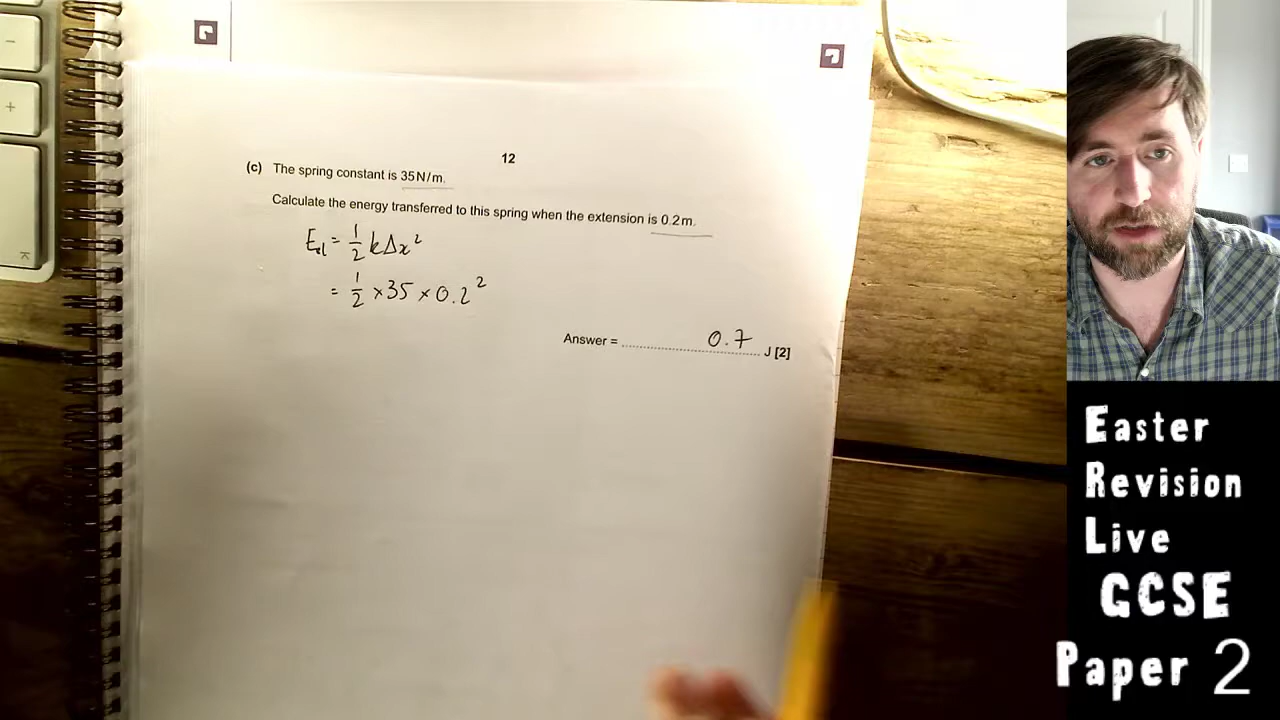 12
(c) The spring constant is 35 N/m.
Calculate the energy transferred to this spring when the extension is 0.2 m.
Eel = 1/2 kΔx²
= 1/2 × 35 × 0.2²
Answer = ............ 0.7 ............ J [2]
Easter
Revision
Live
GCSE
Paper 2